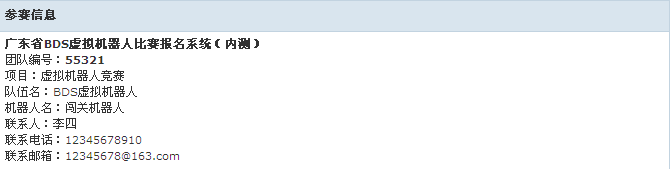 参赛信息
广东省BDS虚拟机器人比赛报名系统（内测）
团队编号：55321
项目：虚拟机器人竞赛
队伍名：BDS虚拟机器人
机器人名：闯关机器人
联系人：李四
联系电话：12345678910
联系邮箱：12345678@163.com